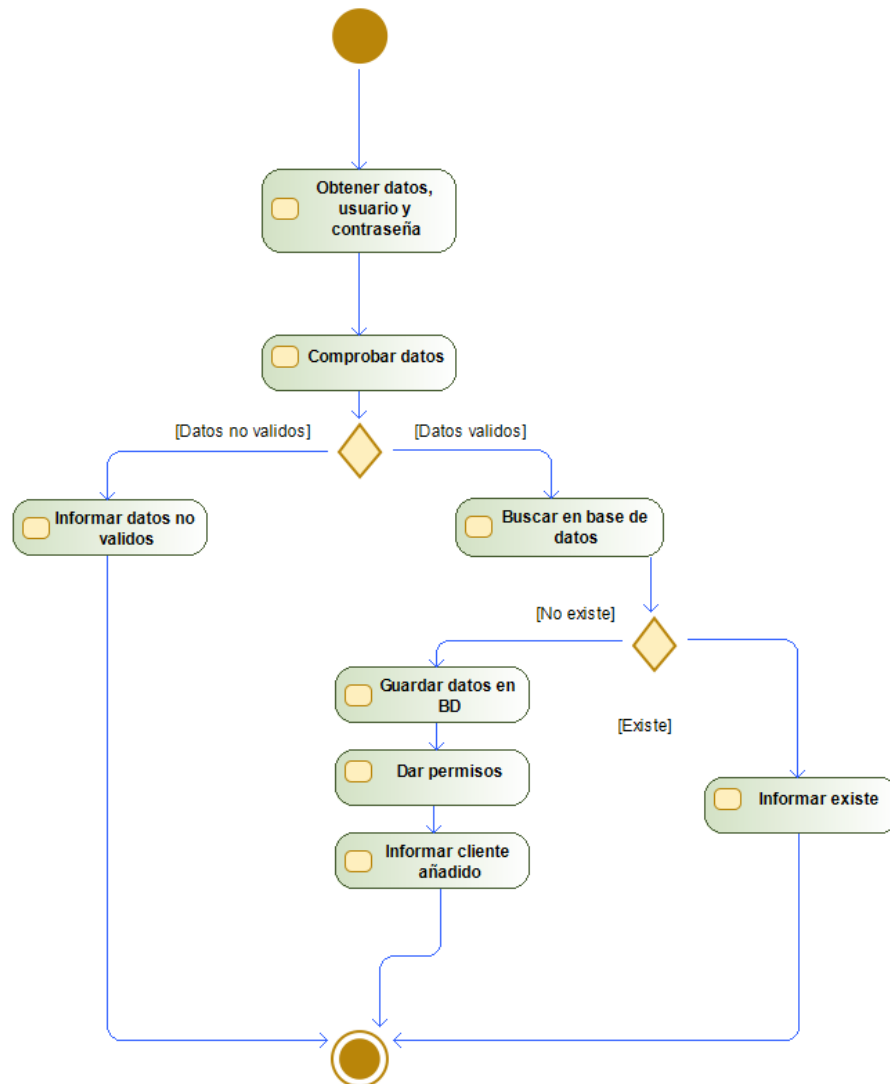 Obtener datos,
usuario y
contraseña
Comprobar datos
[Datos no validos]
[Datos validos]
Informar datos no
validos
Buscar en base de
datos
[No existe]
Guardar datos en
BD
[Existe]
Dar permisos
Informar existe
Informar cliente
añadido